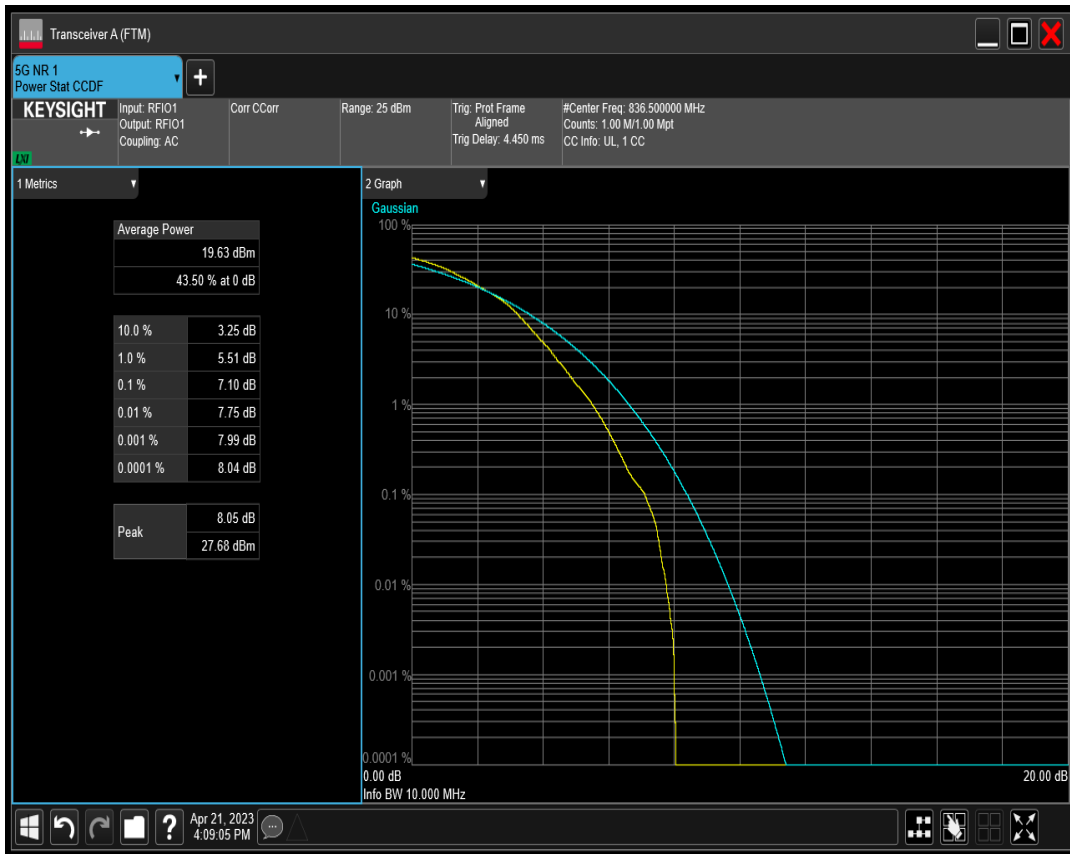 Transceiver A (FTM)
5G NR 1
Power Stat CCDF
+
KEYSIGHT
LXI
Input: RFIO1
Output: RFIO1
Coupling: AC
Corr CCorr
Range: 25 dBm
Trig: Prot Frame
Aligned
Trig Delay: 4.450 ms
#Center Freq: 836.500000 MHz
Counts: 1.00 M/1.00 Mpt
CC Info: UL, 1 CC
1 Metrics
Average Power
19.63 dBm
43.50 % at 0 dB
10.0 % 3.25 dB
1.0 % 5.51 dB
0.1 % 7.10 dB
0.01 % 7.75 dB
0.001 % 7.99 dB
0.0001 % 8.04 dB
Peak
8.05 dB
27.68 dBm
2 Graph
Gaussian
100 %
10 %
1 %
0.1 %
0.01 %
0.001 %
0.0001 %
0.00 dB 20.00 dB
Info BW 10.000 MHz
?
Apr 21, 2023
4:09:05 PM